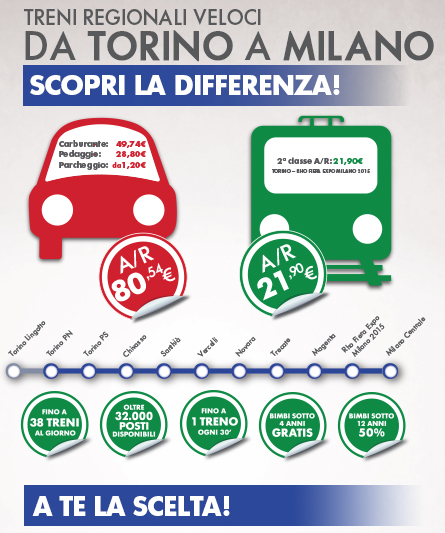 TRENI REGIONALI VELOCI
DA TORINO A MILANO
SCOPRI LA DIFFERENZA!
Carburante: 49,74€
Pedaggio: 28,80€
Parcheggio: da 1,20€
A/R
80,54€
2ª classe A/R: 21,90€
TORINO – RHO FIERA EXPO MILANO 2015
A/R
21,90€
Torino Lingotto
Torino PN
Torino PS
Chivasso
Santhià
Vercelli
Novara
Trecate
Magenta
Rho Fiera Expo
Milano 2015
Milano Centrale
FINO A
38 TRENI
AL GIORNO
OLTRE
32.000
POSTI
DISPONIBILI
FINO A
1 TRENO
OGNI 30'
BIMBI SOTTO
4 ANNI
GRATIS
BIMBI SOTTO
12 ANNI
50%
A TE LA SCELTA!